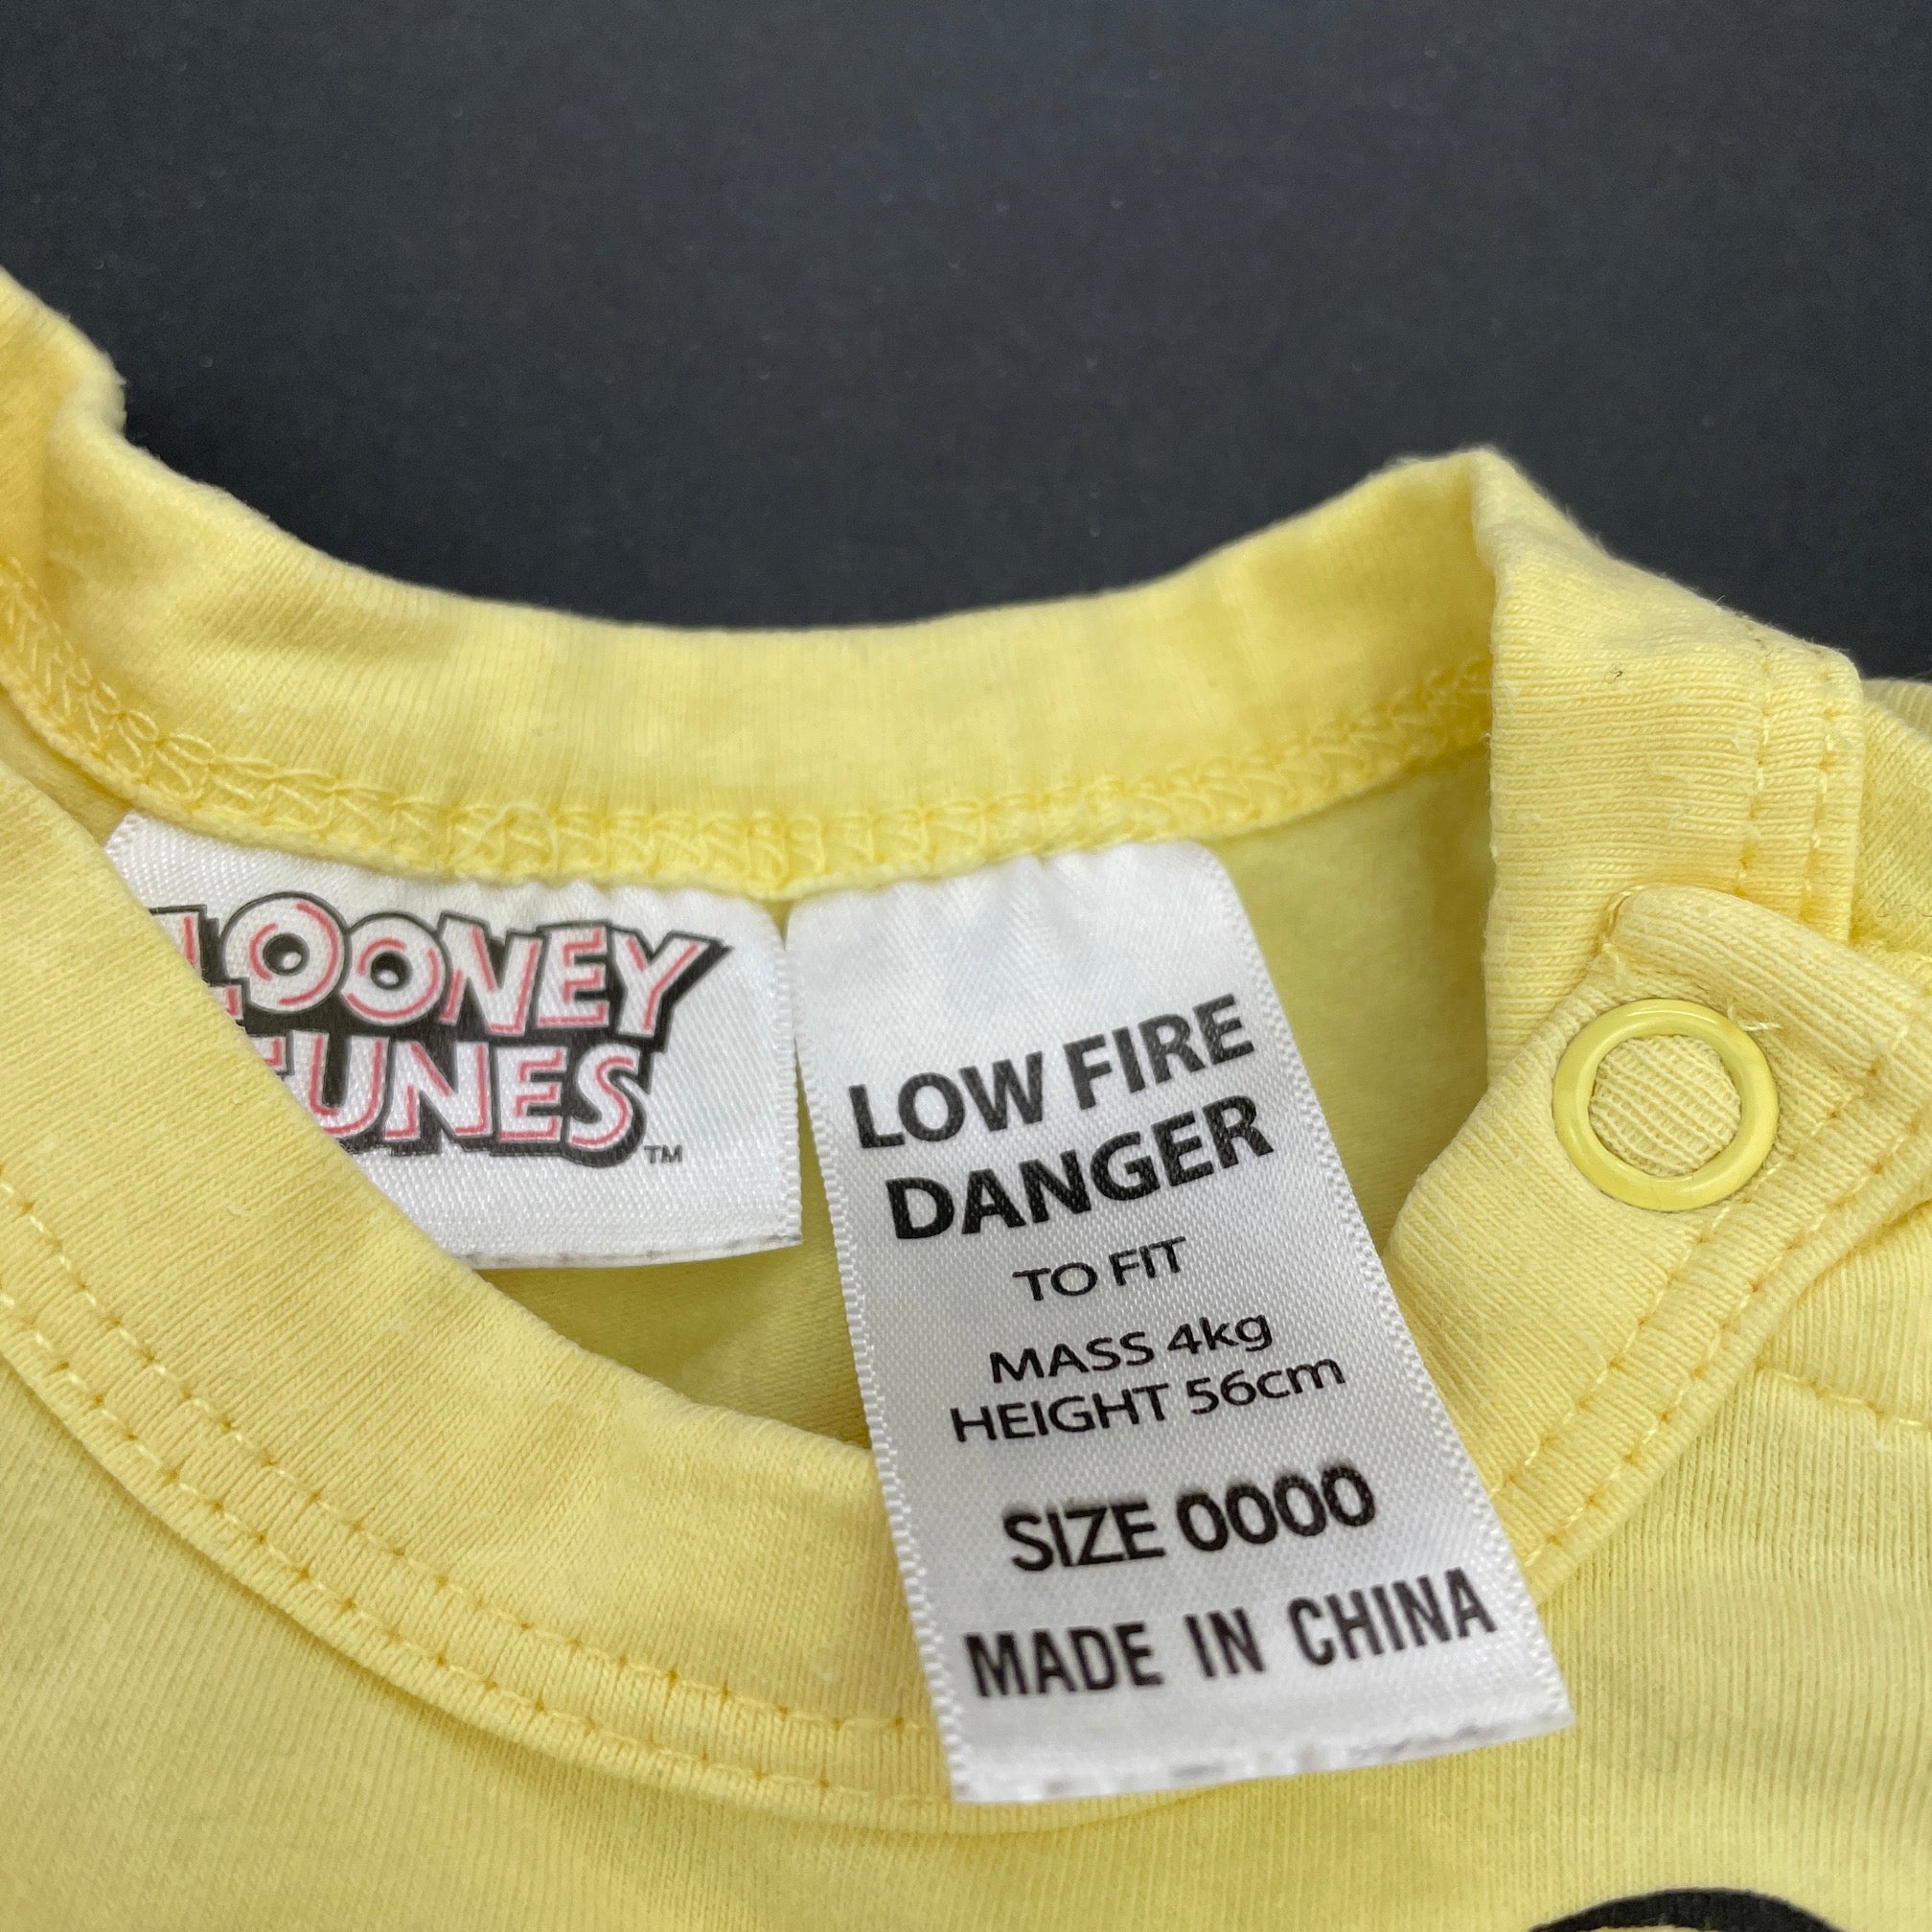 LOONEY
TUNES
™
LOW FIRE
DANGER
TO FIT
MASS 4kg
HEIGHT 56cm
SIZE 0000
MADE IN CHINA